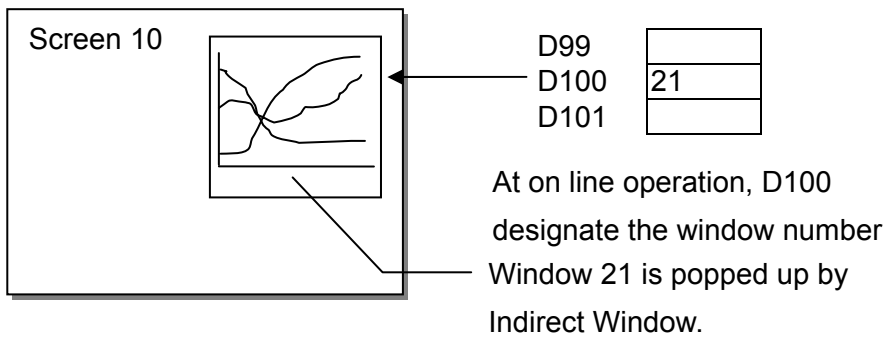 Screen 10
D99
D100 21
D101
At on line operation, D100
designate the window number
Window 21 is popped up by
Indirect Window.